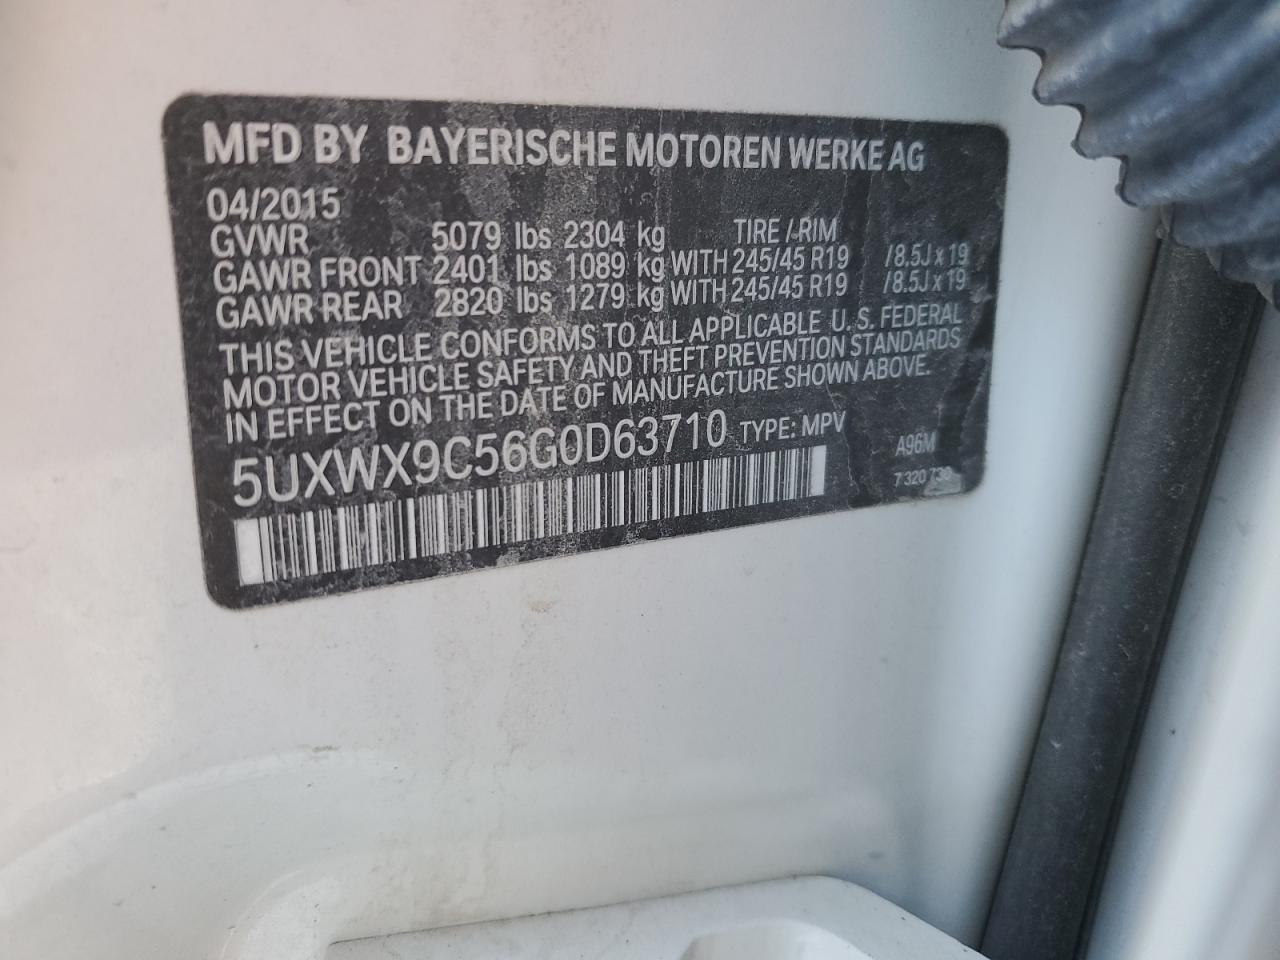 MFD BY BAYERISCHE MOTOREN WERKE AG
04/2015
GVWR 5079 lbs 2304 kg TIRE / RIM
GAWR FRONT 2401 lbs 1089 kg WITH 245/45 R19 /8.5J x 19
GAWR REAR 2820 lbs 1279 kg WITH 245/45 R19 /8.5J x 19
THIS VEHICLE CONFORMS TO ALL APPLICABLE U. S. FEDERAL
MOTOR VEHICLE SAFETY AND THEFT PREVENTION STANDARDS
IN EFFECT ON THE DATE OF MANUFACTURE SHOWN ABOVE.
5UXWX9C56G0D63710 TYPE: MPV
A96M
7 320 730